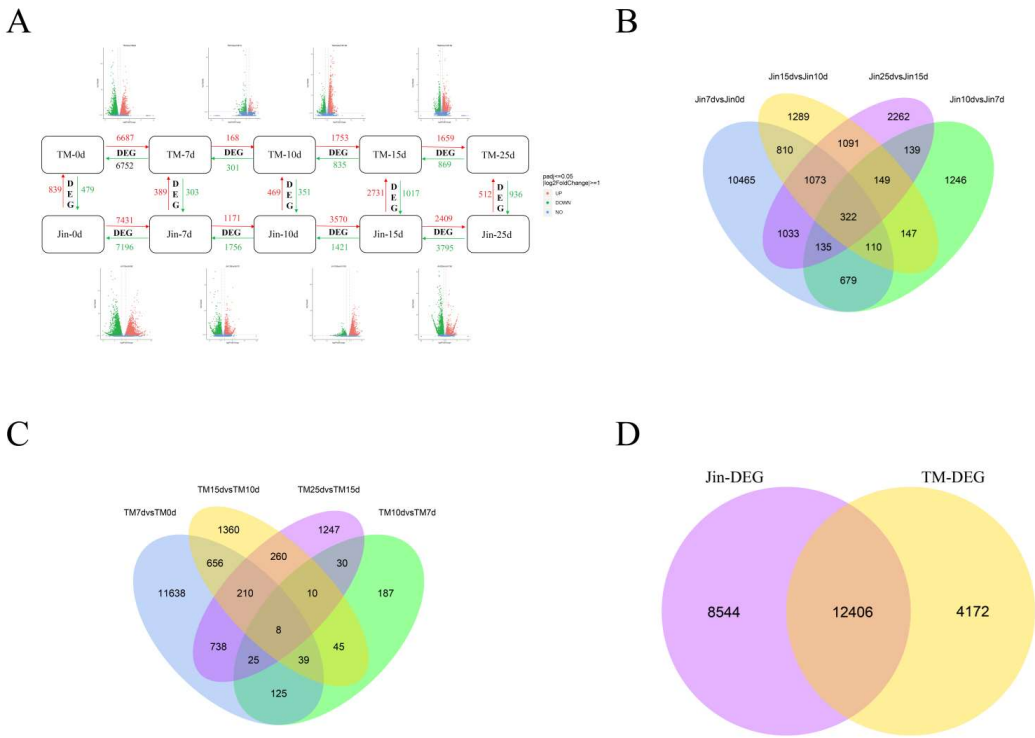 A
6687 168 1753 1659
TM-0d DEG TM-7d DEG TM-10d DEG TM-15d DEG TM-25d
6752 301 835 869
839 DEG 479 389 DEG 303 469 DEG 351 2731 DEG 1017 512 DEG 936
7431 1171 3570 2409
Jin-0d DEG Jin-7d DEG Jin-10d DEG Jin-15d DEG Jin-25d
7196 1756 1421 3795
padj<=0.05
|log2FoldChange|>=1
UP
DOWN
NO
B
Jin15dvsJin10d Jin25dvsJin15d
Jin7dvsJin0d Jin10dvsJin7d
1289 2262
810 1091 139
10465 1073 149 1246
322
1033 135 110 147
679
C
TM15dvsTM10d TM25dvsTM15d
TM7dvsTM0d TM10dvsTM7d
1360 1247
656 260 30
11638 210 10 187
8
738 25 39 45
125
D
Jin-DEG TM-DEG
8544 12406 4172